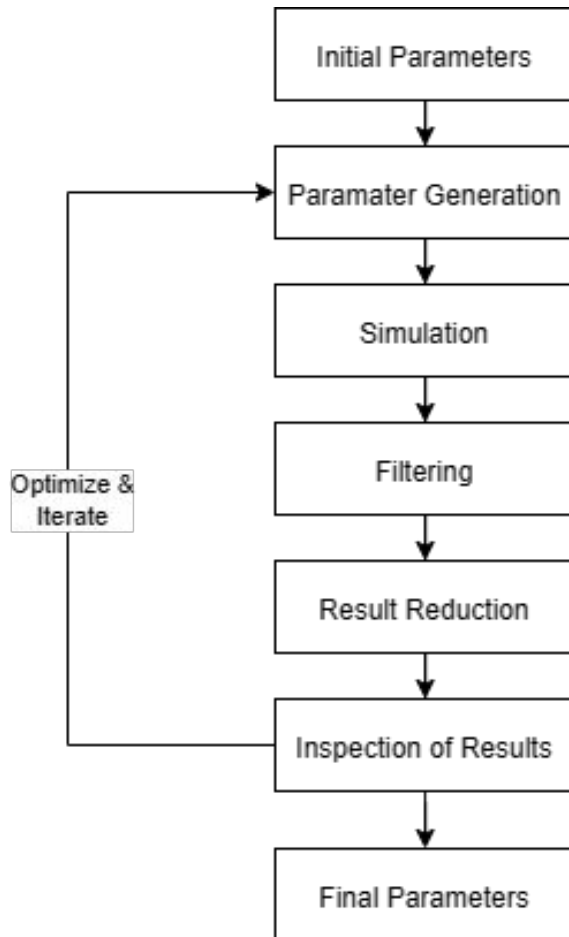 Initial Parameters
Paramater Generation
Simulation
Filtering
Optimize &
Iterate
Result Reduction
Inspection of Results
Final Parameters